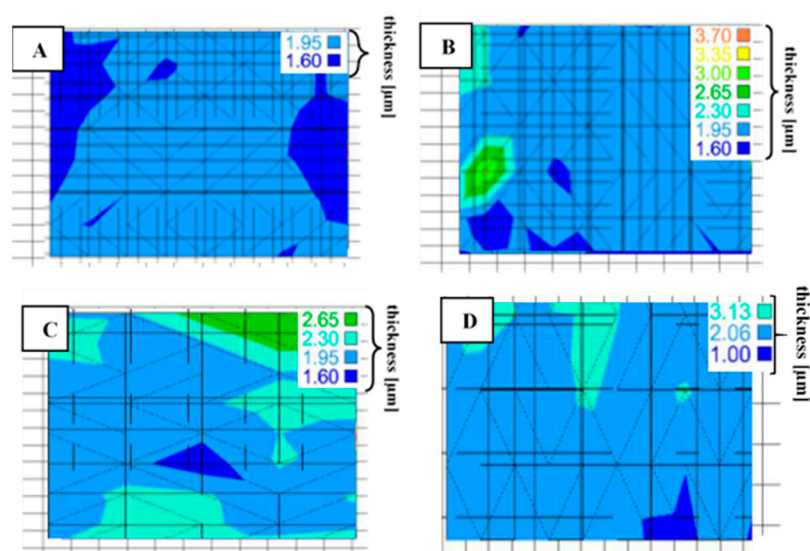 A
1.95
1.60
thickness [μm]
B
3.70
3.35
3.00
2.65
2.30
1.95
1.60
thickness [μm]
C
2.65
2.30
1.95
1.60
thickness [μm]
D
3.13
2.06
1.00
thickness [μm]